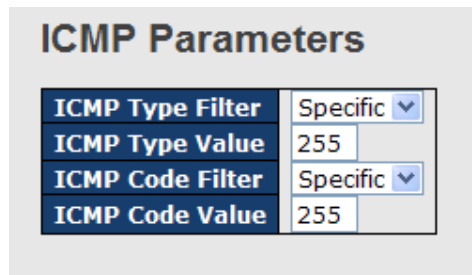 ICMP Parameters
ICMP Type Filter Specific
ICMP Type Value 255
ICMP Code Filter Specific
ICMP Code Value 255